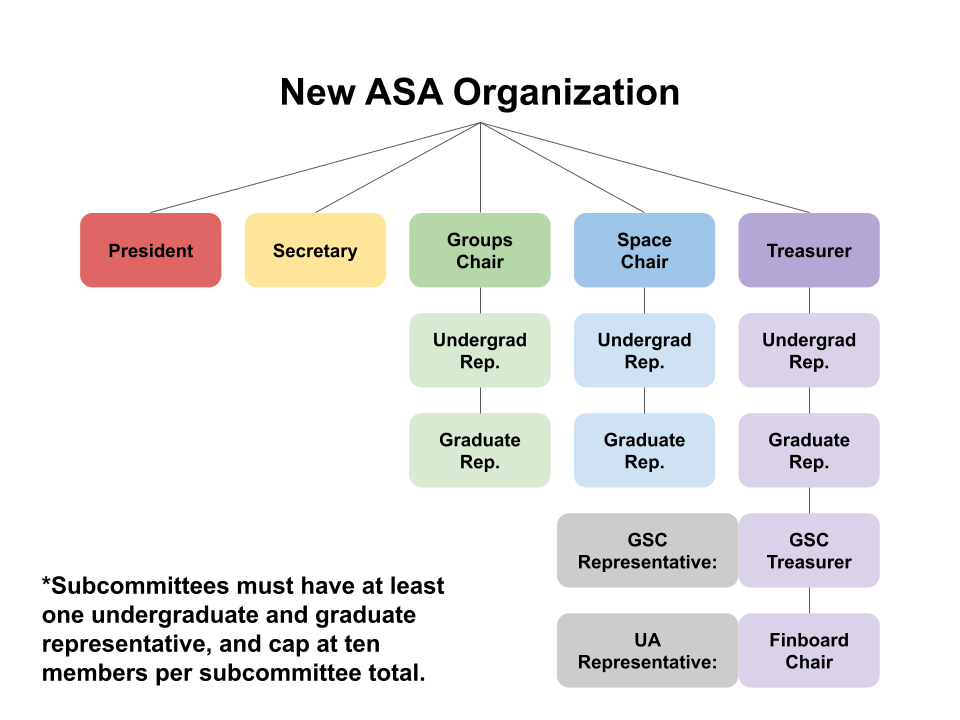 New ASA Organization
President
Secretary
Groups
Chair
Space
Chair
Treasurer
Undergrad
Rep.
Undergrad
Rep.
Undergrad
Rep.
Graduate
Rep.
Graduate
Rep.
Graduate
Rep.
GSC
Representative:
GSC
Treasurer
UA
Representative:
Finboard
Chair
*Subcommittees must have at least
one undergraduate and graduate
representative, and cap at ten
members per subcommittee total.